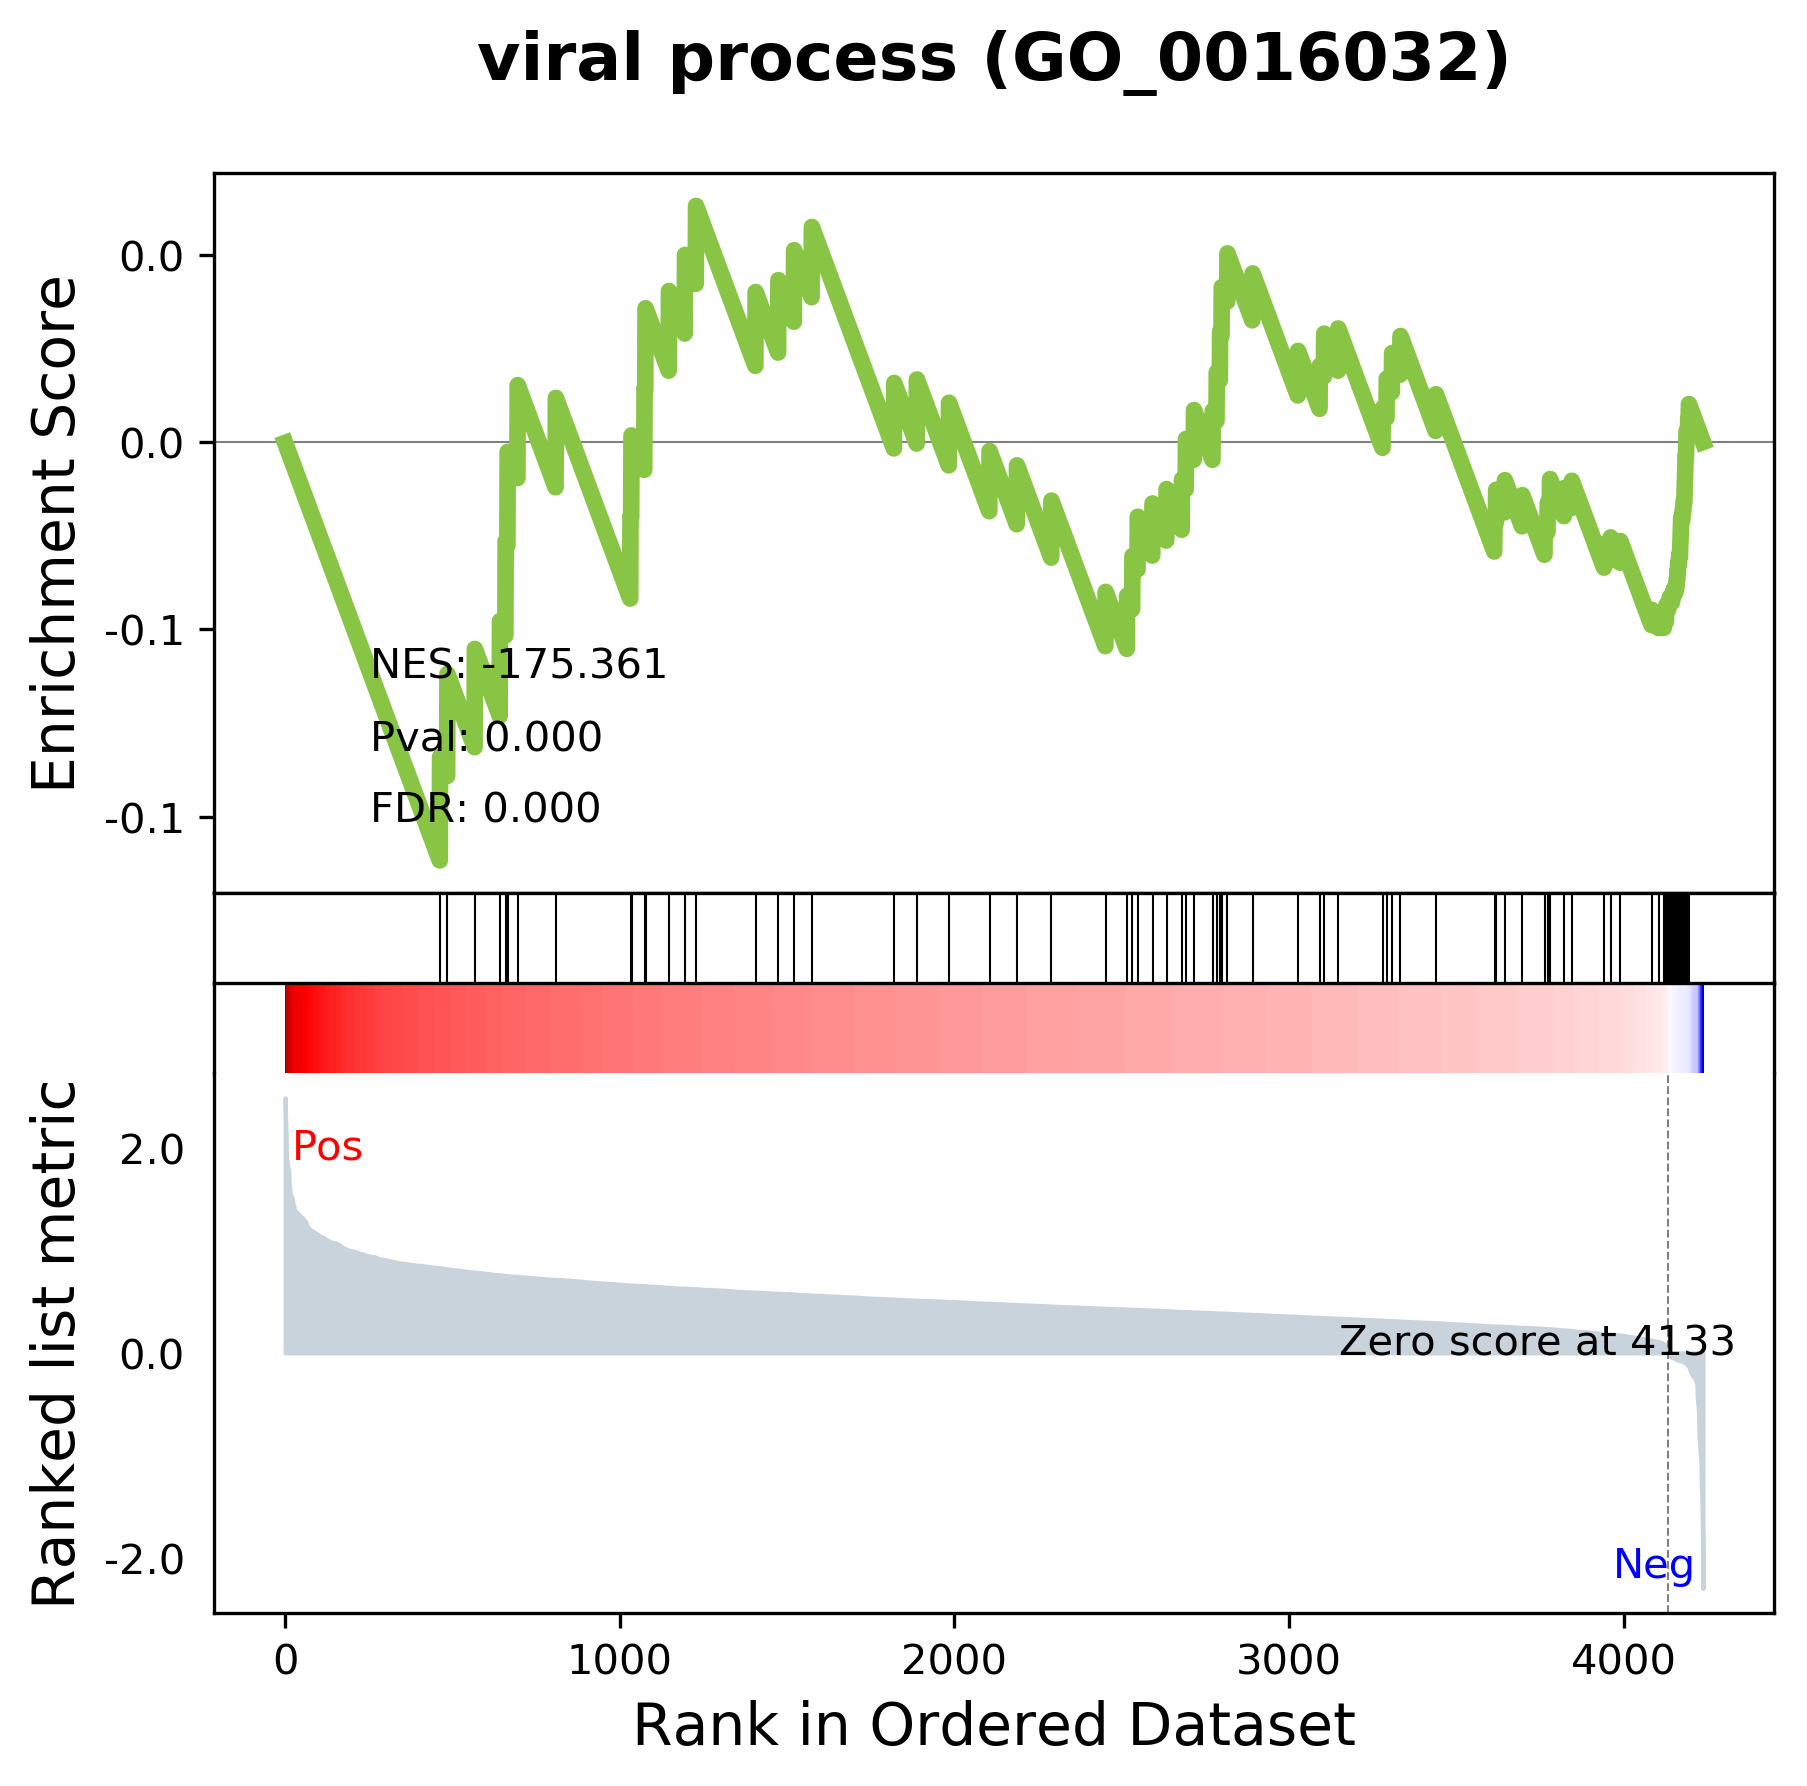 viral process (GO_0016032)
Enrichment Score
0.0
0.0
-0.1
-0.1
NES: -175.361
Pval: 0.000
FDR: 0.000
Ranked list metric
2.0
0.0
-2.0
Pos
Zero score at 4133
Neg
0 1000 2000 3000 4000
Rank in Ordered Dataset